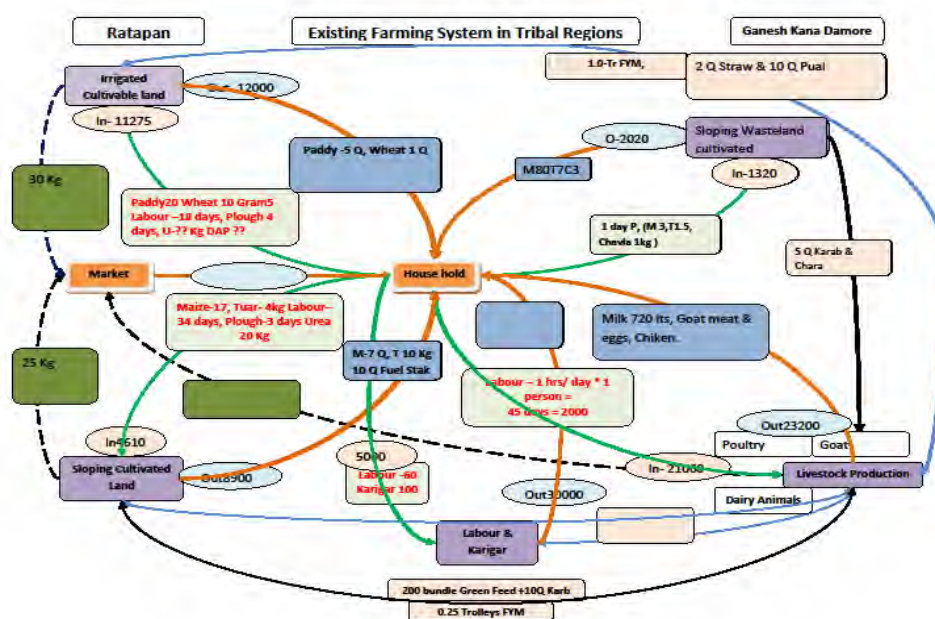 Ratapan
Existing Farming System in Tribal Regions
Ganesh Kana Damore
Irrigated
Cultivable land
Out- 12000
In- 11275
1.0-Tr FYM,
2 Q Straw & 10 Q Pual
Paddy -5 Q, Wheat 1 Q
O-2020
Sloping Wasteland
cultivated
M80T7C3
In-1320
30 Kg
Paddy20 Wheat 10 Gram5
Labour –18 days, Plough 4
days, U-?? Kg DAP ??
1 day P, (M 3,T1.5,
Chavla 1kg )
5 Q Karab &
Chara
Market
House hold
Maize-17, Tuar- 4kg Labour–
34 days, Plough-3 days Urea
20 Kg
Milk 720 lts, Goat meat &
eggs, Chiken.
25 Kg
M-7 Q, T 10 Kg
10 Q Fuel Stak
Labour – 1 hrs/ day * 1
person =
45 days = 2000
Out23200
Poultry
Goat
In4610
5000
In- 21060
Sloping Cultivated
Land
Out8900
Labour -60
Karigar 100
Livestock Production
Out30000
Dairy Animals
Labour &
Karigar
200 bundle Green Feed +10Q Karb
0.25 Trolleys FYM